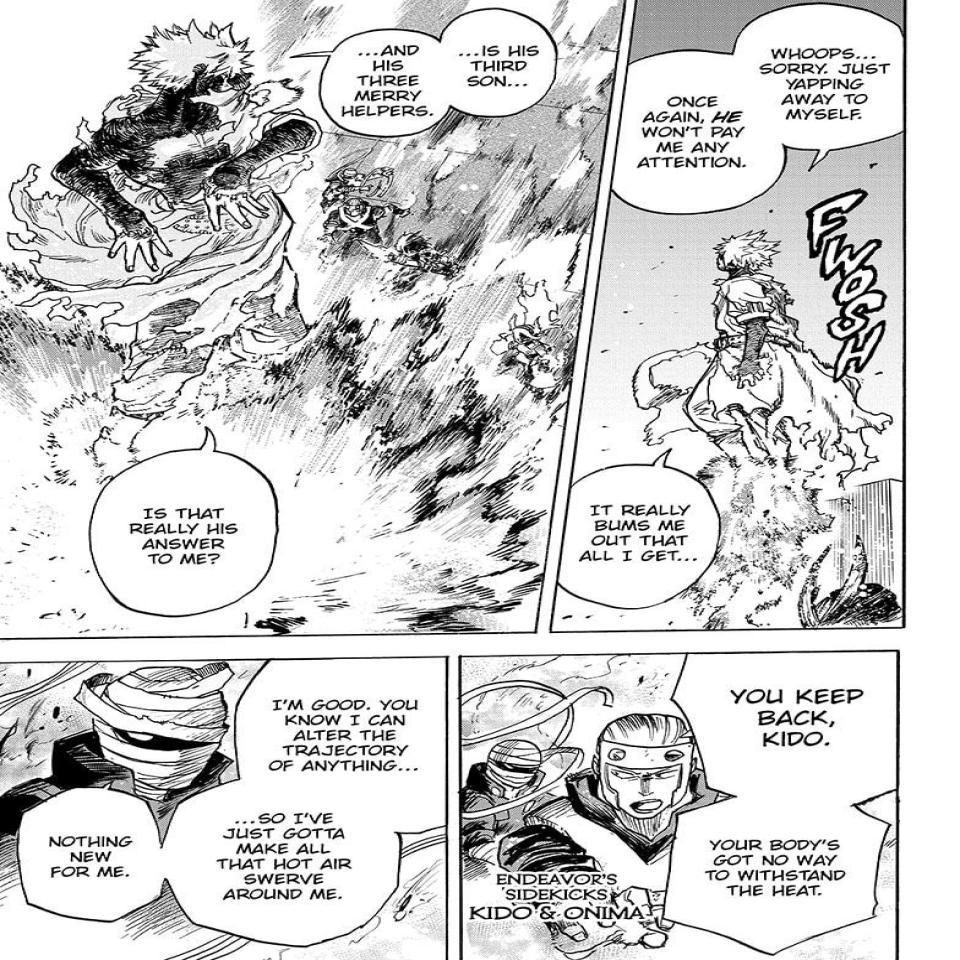 WHOOPS...
SORRY. JUST
YAPPING
AWAY TO
MYSELF.
ONCE
AGAIN, HE
WON'T PAY
ME ANY
ATTENTION.
FWOSH
IT REALLY
BUMS ME
OUT THAT
ALL I GET...
...IS HIS
THIRD
SON...
...AND
HIS
THREE
MERRY
HELPERS.
IS THAT
REALLY HIS
ANSWER
TO ME?
YOU KEEP
BACK,
KIDO.
YOUR BODY'S
GOT NO WAY
TO WITHSTAND
THE HEAT.
ENDEAVOR'S
SIDEKICKS
KIDO & ONIMA
I'M GOOD. YOU
KNOW I CAN
ALTER THE
TRAJECTORY
OF ANYTHING...
...SO I'VE
JUST GOTTA
MAKE ALL
THAT HOT AIR
SWERVE
AROUND ME.
NOTHING
NEW
FOR ME.